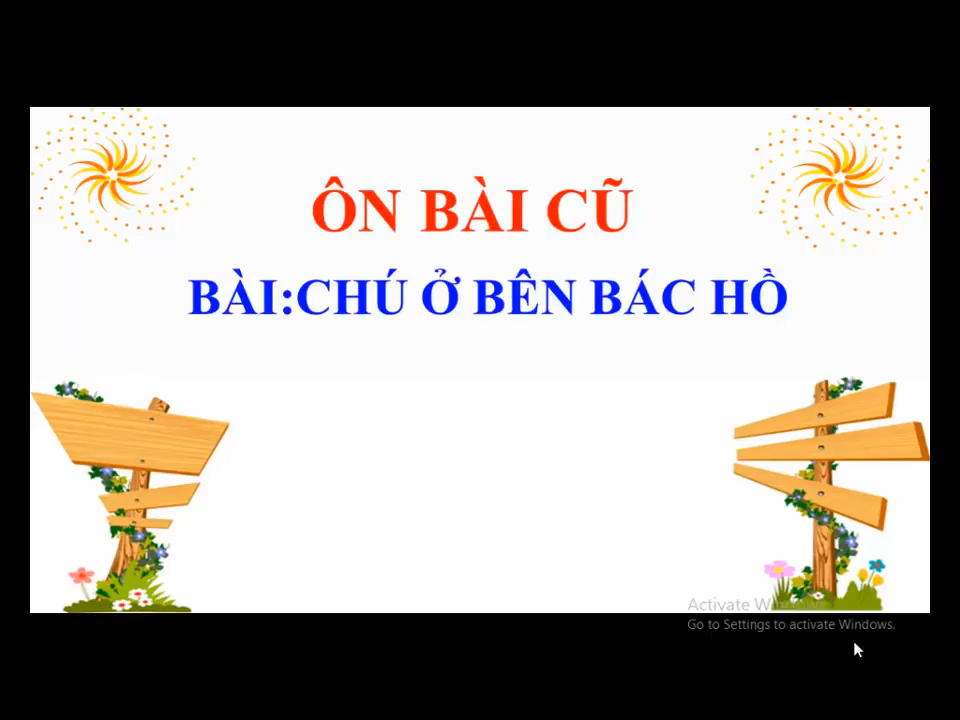 ÔN BÀI CŨ
BÀI:CHÚ Ở BÊN BÁC HỒ
Activate Windows
Go to Settings to activate Windows.